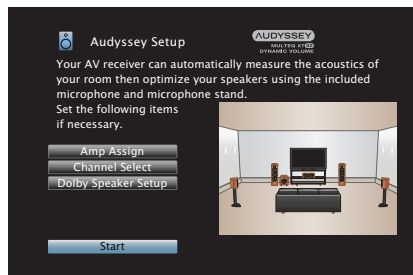 Audyssey Setup
AUDYSSEY
MULTEQ XT32
DYNAMIC VOLUME
Your AV receiver can automatically measure the acoustics of
your room then optimize your speakers using the included
microphone and microphone stand.
Set the following items
if necessary.
Amp Assign
Channel Select
Dolby Speaker Setup
Start